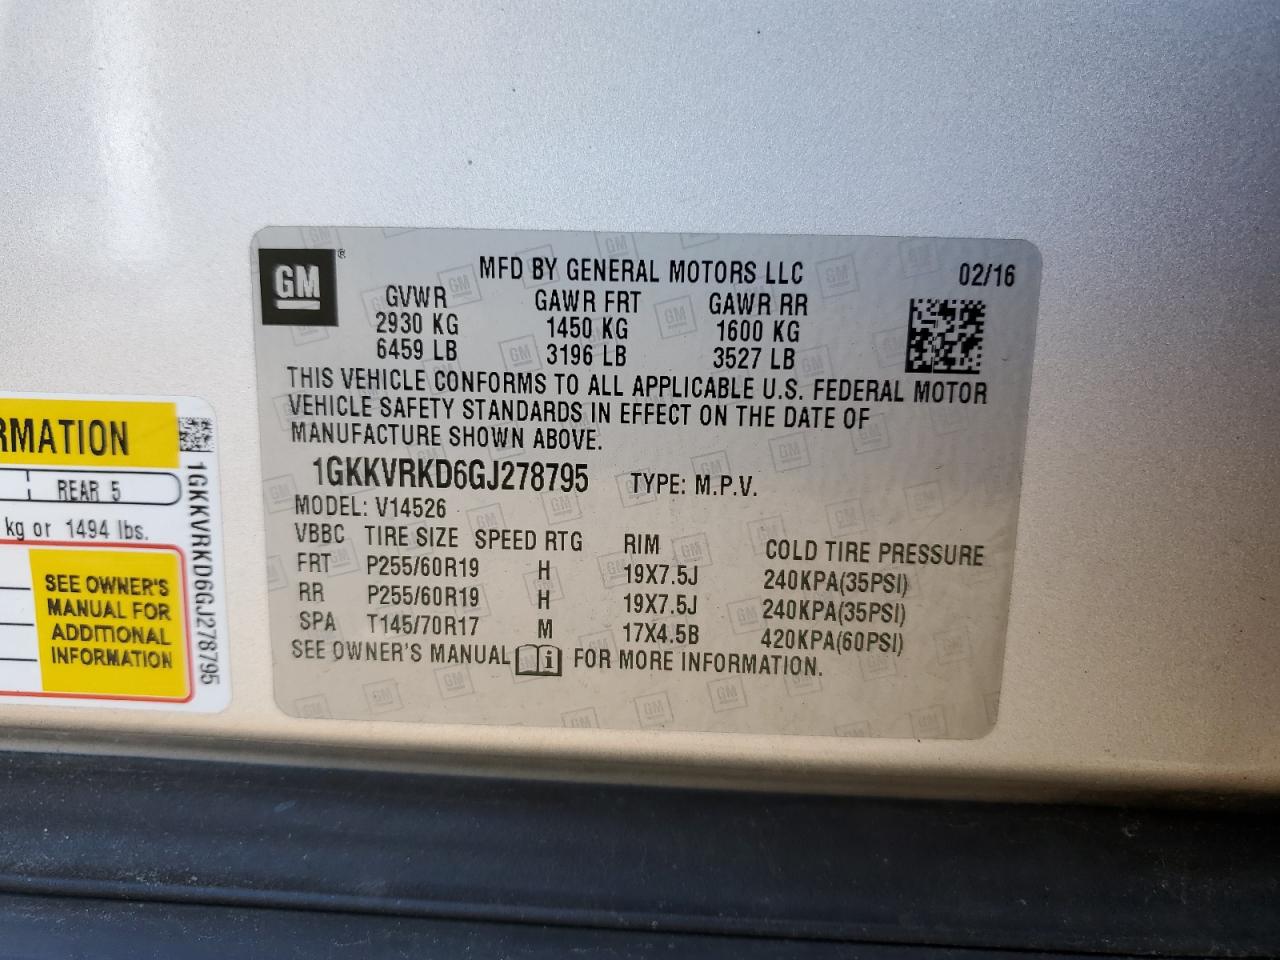 GM
®
MFD BY GENERAL MOTORS LLC
02/16
GVWR GAWR FRT GAWR RR
2930 KG 1450 KG 1600 KG
6459 LB 3196 LB 3527 LB
THIS VEHICLE CONFORMS TO ALL APPLICABLE U.S. FEDERAL MOTOR
VEHICLE SAFETY STANDARDS IN EFFECT ON THE DATE OF
MANUFACTURE SHOWN ABOVE.
1GKKVRKD6GJ278795 TYPE: M.P.V.
MODEL: V14526
VBBC TIRE SIZE SPEED RTG RIM COLD TIRE PRESSURE
FRT P255/60R19 H 19X7.5J 240KPA(35PSI)
RR P255/60R19 H 19X7.5J 240KPA(35PSI)
SPA T145/70R17 M 17X4.5B 420KPA(60PSI)
SEE OWNER'S MANUAL i FOR MORE INFORMATION.
RMATION
REAR 5
kg or 1494 lbs.
SEE OWNER'S
MANUAL FOR
ADDITIONAL
INFORMATION
1GKKVRKD6GJ278795